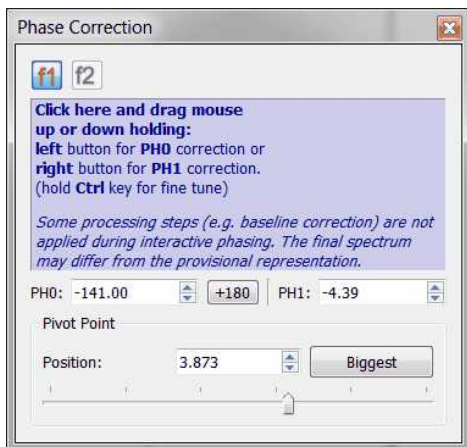 Phase Correction
f1 f2
Click here and drag mouse
up or down holding:
left button for PH0 correction or
right button for PH1 correction.
(hold Ctrl key for fine tune)
Some processing steps (e.g. baseline correction) are not
applied during interactive phasing. The final spectrum
may differ from the provisional representation.
PH0: -141.00 +180 PH1: -4.39
Pivot Point
Position: 3.873 Biggest